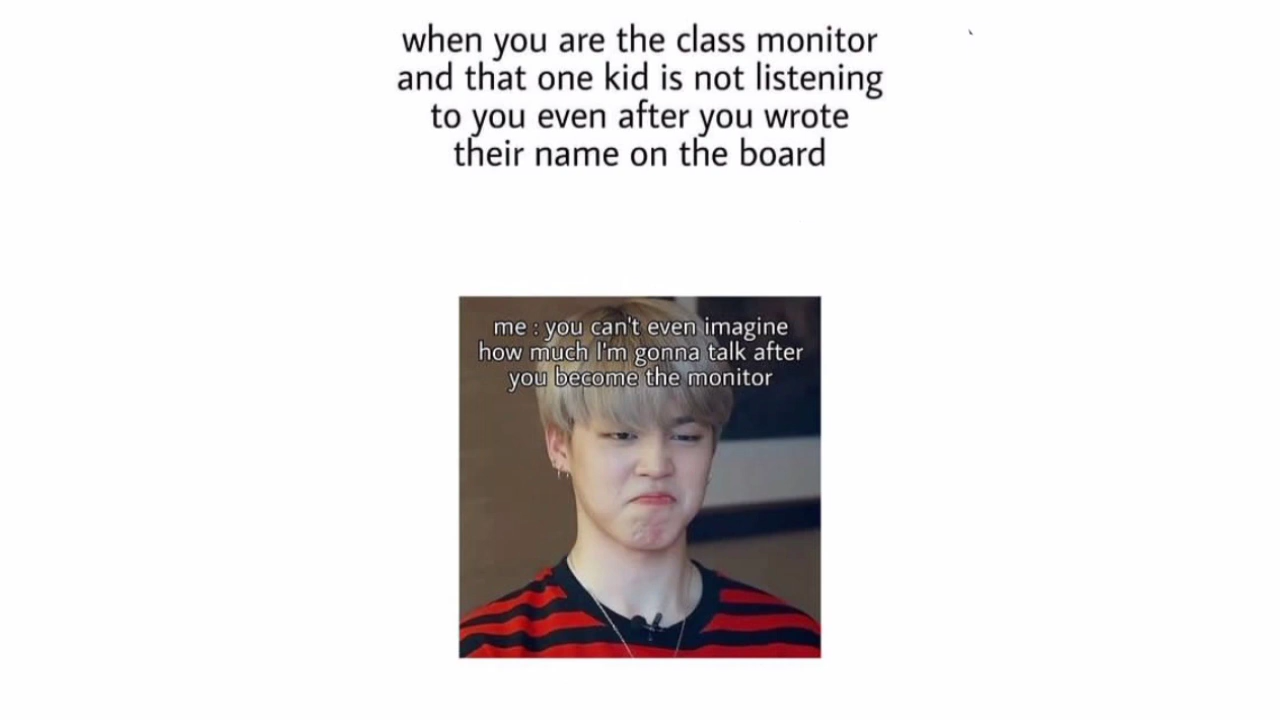 when you are the class monitor
and that one kid is not listening
to you even after you wrote
their name on the board
me : you can't even imagine
how much I'm gonna talk after
you become the monitor